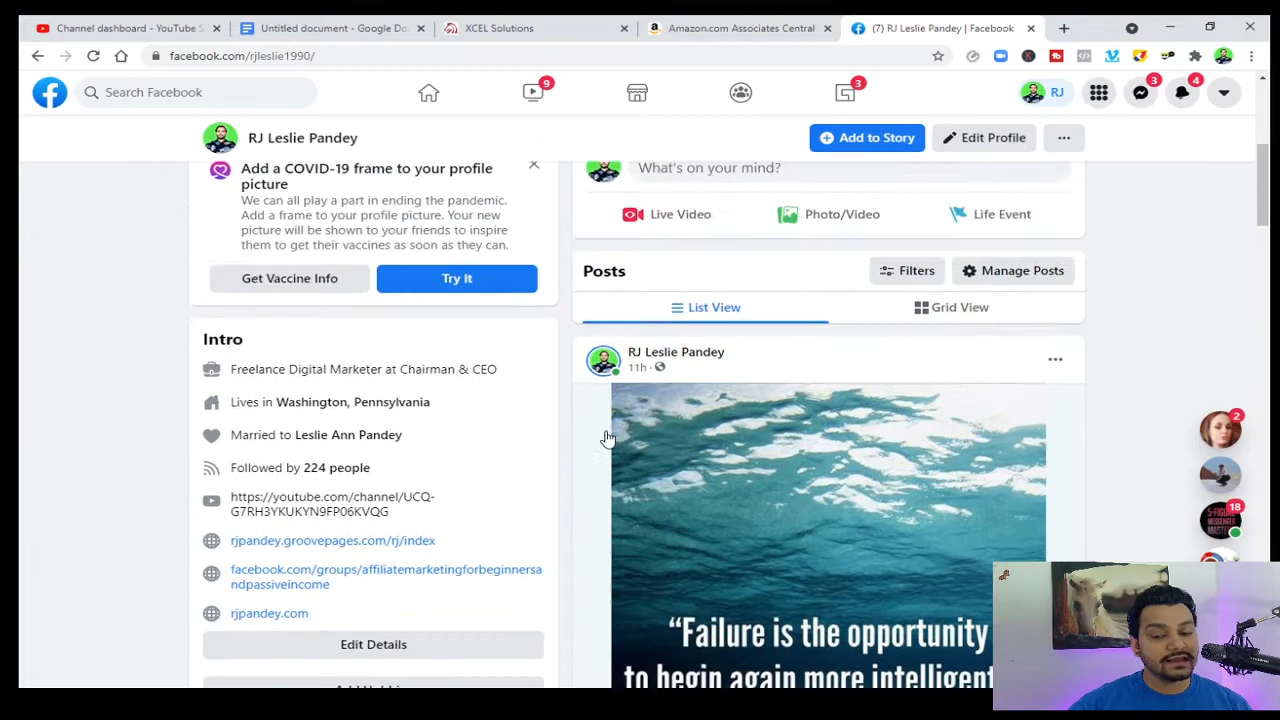 Channel dashboard - YouTube S
Untitled document - Google Do
XCEL Solutions
Amazon.com Associates Central
(7) RJ Leslie Pandey | Facebook
facebook.com/rjleslie1990/
Search Facebook
9
3
RJ
3
4
RJ Leslie Pandey
Add to Story
Edit Profile
Add a COVID-19 frame to your profile
picture
We can all play a part in ending the pandemic.
Add a frame to your profile picture. Your new
picture will be shown to your friends to inspire
them to get their vaccines as soon as they can.
Get Vaccine Info
Try It
What's on your mind?
Live Video
Photo/Video
Life Event
Posts
Filters
Manage Posts
List View
Grid View
Intro
Freelance Digital Marketer at Chairman & CEO
Lives in Washington, Pennsylvania
Married to Leslie Ann Pandey
Followed by 224 people
https://youtube.com/channel/UCQ-
G7RH3YKUKYN9FP06KVQG
rjpandey.groovepages.com/rj/index
facebook.com/groups/affiliatemarketingforbeginnersa
ndpassiveincome
rjpandey.com
Edit Details
RJ Leslie Pandey
11h
“Failure is the opportunity
to begin again more intelligent
2
18
5-FIGURE
MESSENGER